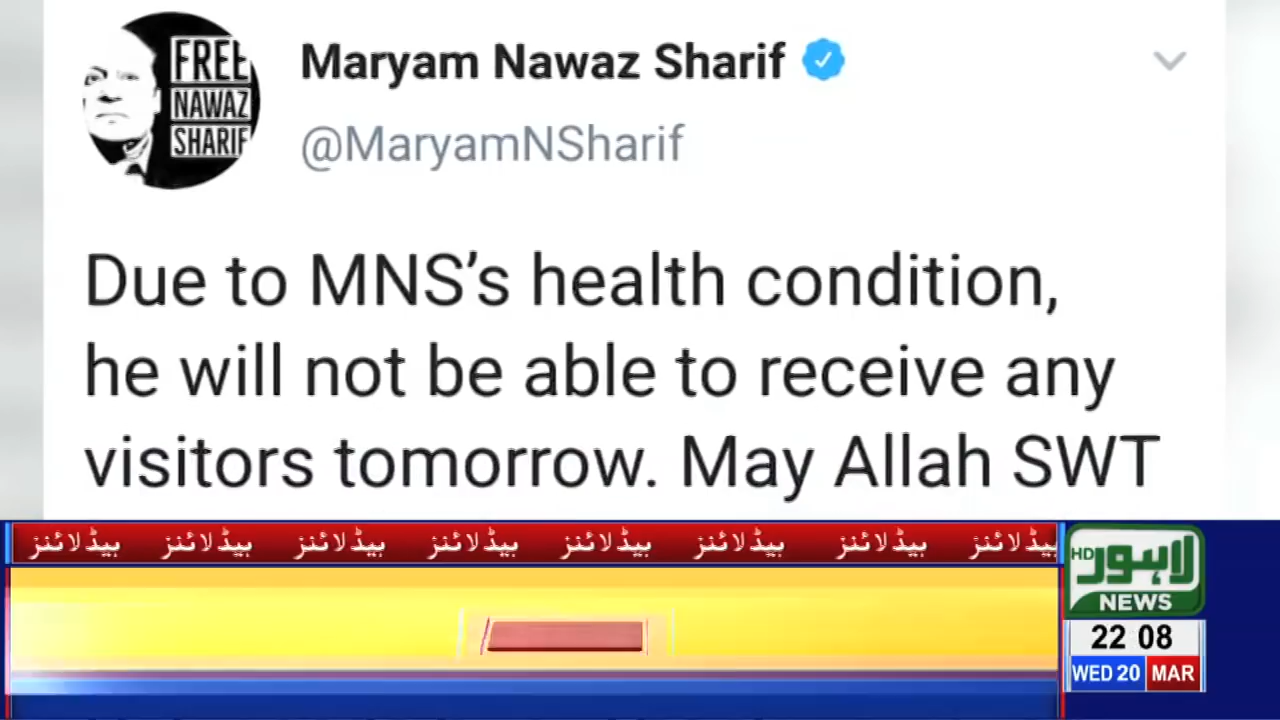 FREE
NAWAZ
SHARIF
Maryam Nawaz Sharif
@MaryamNSharif
Due to MNS’s health condition,
he will not be able to receive any
visitors tomorrow. May Allah SWT
ہیڈلائنز ہیڈلائنز ہیڈلائنز ہیڈلائنز ہیڈلائنز ہیڈلائنز ہیڈلائنز ہیڈلائنز
HD لاہور
NEWS
22 08
WED 20 MAR